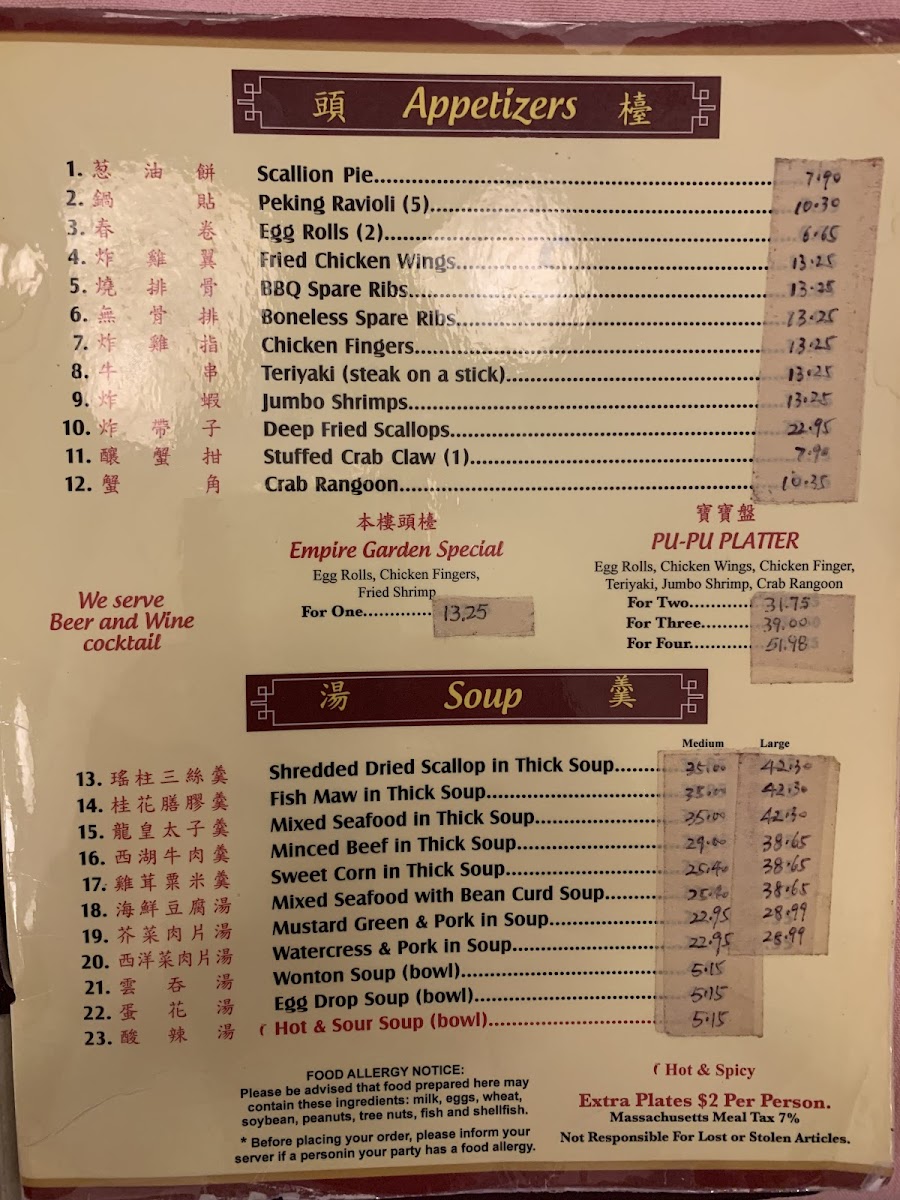 頭 Appetizers 檯
1. 葱油餅 Scallion Pie 7.90
2. 鍋貼 Peking Ravioli (5) 10.30
3. 春卷 Egg Rolls (2) 6.65
4. 炸雞翼 Fried Chicken Wings 13.25
5. 燒排骨 BBQ Spare Ribs 13.25
6. 無骨排 Boneless Spare Ribs 13.25
7. 炸雞指 Chicken Fingers 13.25
8. 牛串 Teriyaki (steak on a stick) 13.25
9. 炸蝦 Jumbo Shrimps 13.25
10. 炸帶子 Deep Fried Scallops 22.95
11. 釀蟹拑 Stuffed Crab Claw (1) 7.90
12. 蟹角 Crab Rangoon 10.35
本樓頭檯
Empire Garden Special
Egg Rolls, Chicken Fingers,
Fried Shrimp
For One 13.25
寶寶盤
PU-PU PLATTER
Egg Rolls, Chicken Wings, Chicken Finger,
Teriyaki, Jumbo Shrimp, Crab Rangoon
For Two 31.75
For Three 39.00
For Four 51.98
We serve
Beer and Wine
cocktail
湯 Soup 羹
Medium Large
13. 瑤柱三絲羹 Shredded Dried Scallop in Thick Soup 42.30
14. 桂花膳膠羹 Fish Maw in Thick Soup 42.30
15. 龍皇太子羹 Mixed Seafood in Thick Soup 42.30
16. 西湖牛肉羹 Minced Beef in Thick Soup 29.00 38.65
17. 雞茸粟米羹 Sweet Corn in Thick Soup 25.40 38.65
18. 海鮮豆腐湯 Mixed Seafood with Bean Curd Soup 25.40 38.65
19. 芥菜肉片湯 Mustard Green & Pork in Soup 22.95 28.99
20. 西洋菜肉片湯 Watercress & Pork in Soup 22.95 28.99
21. 雲吞湯 Wonton Soup (bowl) 5.15
22. 蛋花湯 Egg Drop Soup (bowl) 5.15
23. 酸辣湯 Hot & Sour Soup (bowl) 5.15
FOOD ALLERGY NOTICE:
Please be advised that food prepared here may
contain these ingredients: milk, eggs, wheat,
soybean, peanuts, tree nuts, fish and shellfish.
* Before placing your order, please inform your
server if a personin your party has a food allergy.
Hot & Spicy
Extra Plates $2 Per Person.
Massachusetts Meal Tax 7%
Not Responsible For Lost or Stolen Articles.